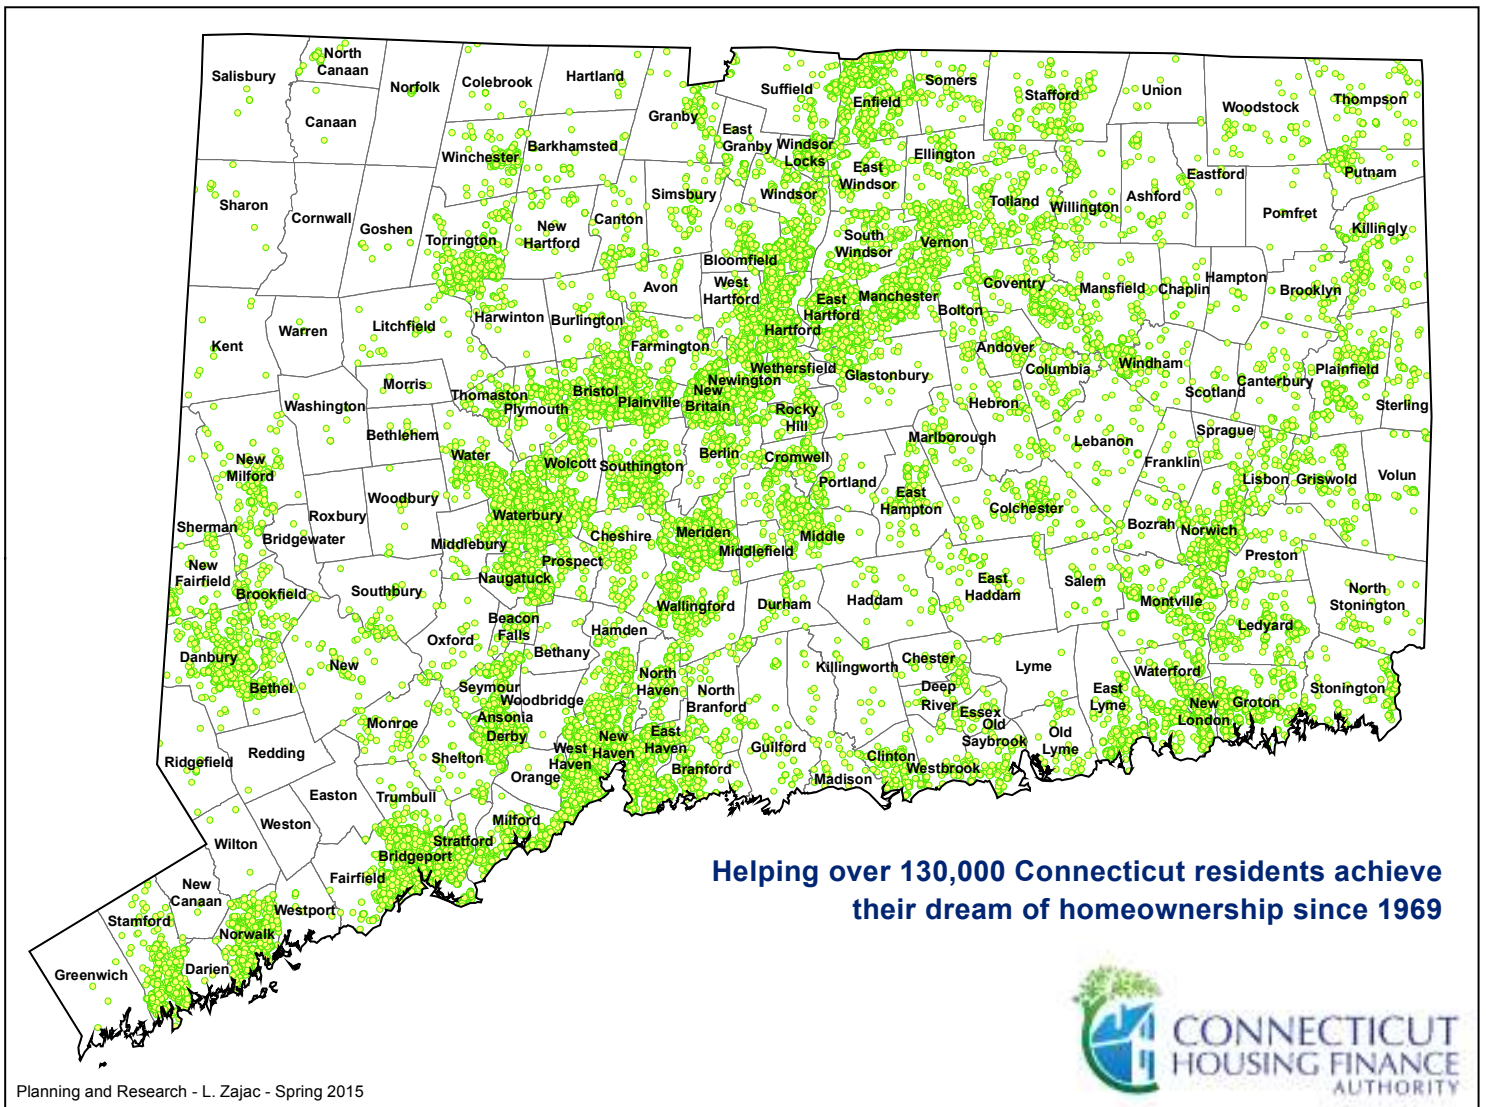 North
Canaan
Salisbury
Norfolk
Colebrook
Hartland
Canaan
Granby
Suffield
Enfield
Somers
Stafford
Union
Woodstock
Thompson
East
Granby
Windsor
Locks
Winchester
Barkhamsted
East
Windsor
Ellington
Eastford
Putnam
Sharon
Cornwall
Goshen
Torrington
New
Hartford
Canton
Simsbury
Windsor
Tolland
Willington
Ashford
Pomfret
Killingly
South
Windsor
Vernon
Bloomfield
Avon
West
Hartford
East
Hartford
Manchester
Bolton
Coventry
Mansfield
Chaplin
Hampton
Brooklyn
Kent
Warren
Litchfield
Harwinton
Burlington
Farmington
Hartford
Andover
Columbia
Windham
Scotland
Canterbury
Plainfield
Sterling
Washington
Morris
Bethlehem
Thomaston
Plymouth
Bristol
Plainville
New
Britain
Newington
Wethersfield
Rocky
Hill
Glastonbury
Hebron
Marlborough
Lebanon
Sprague
Franklin
Lisbon
Griswold
Volun
New
Milford
Water
Wolcott
Southington
Berlin
Cromwell
Portland
East
Hampton
Colchester
Bozrah
Norwich
Preston
Sherman
Bridgewater
Roxbury
Woodbury
Waterbury
Middlebury
Prospect
Cheshire
Meriden
Middlefield
Middle
New
Fairfield
Brookfield
Southbury
Naugatuck
Beacon
Falls
Oxford
Bethany
Hamden
Wallingford
Durham
Haddam
East
Haddam
Salem
Montville
Ledyard
North
Stonington
Danbury
Bethel
New
Seymour
Woodbridge
Ansonia
Derby
North
Haven
North
Branford
Killingworth
Chester
Deep
River
Essex
Lyme
East
Lyme
Waterford
New
London
Groton
Stonington
Ridgefield
Redding
Monroe
Shelton
Orange
West
Haven
New
Haven
East
Haven
Branford
Guilford
Madison
Clinton
Westbrook
Old
Saybrook
Old
Lyme
Easton
Trumbull
Weston
Wilton
Milford
Stratford
Bridgeport
Fairfield
Westport
New
Canaan
Stamford
Norwalk
Darien
Greenwich
Helping over 130,000 Connecticut residents achieve
their dream of homeownership since 1969
CONNECTICUT
HOUSING FINANCE
AUTHORITY
Planning and Research - L. Zajac - Spring 2015